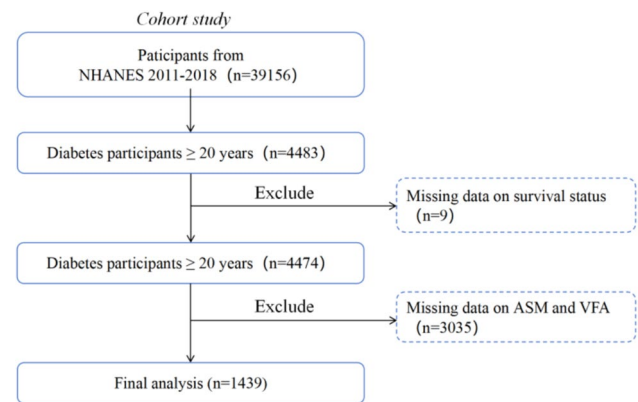 Cohort study
Paticipants from
NHANES 2011-2018 (n=39156)
Diabetes participants ≥ 20 years (n=4483)
Exclude
Missing data on survival status
(n=9)
Diabetes participants ≥ 20 years (n=4474)
Exclude
Missing data on ASM and VFA
(n=3035)
Final analysis (n=1439)